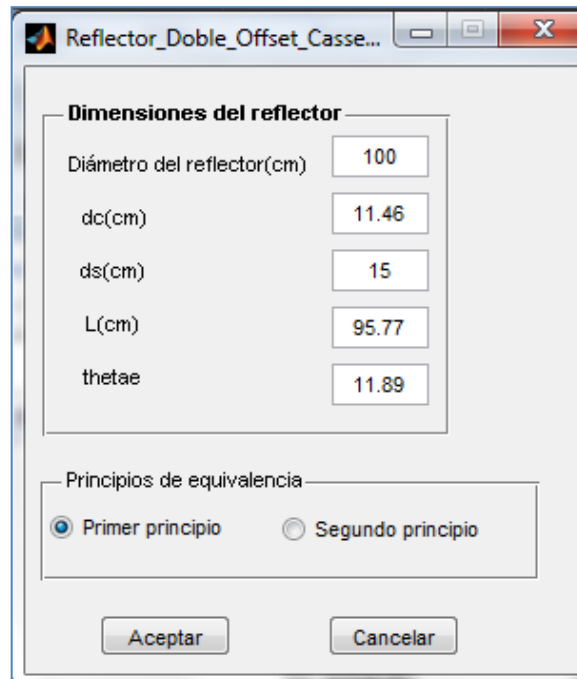 Reflector_Doble_Offset_Casse...
Dimensiones del reflector
Diámetro del reflector(cm) 100
dc(cm) 11.46
ds(cm) 15
L(cm) 95.77
thetae 11.89
Principios de equivalencia
Primer principio Segundo principio
Aceptar Cancelar